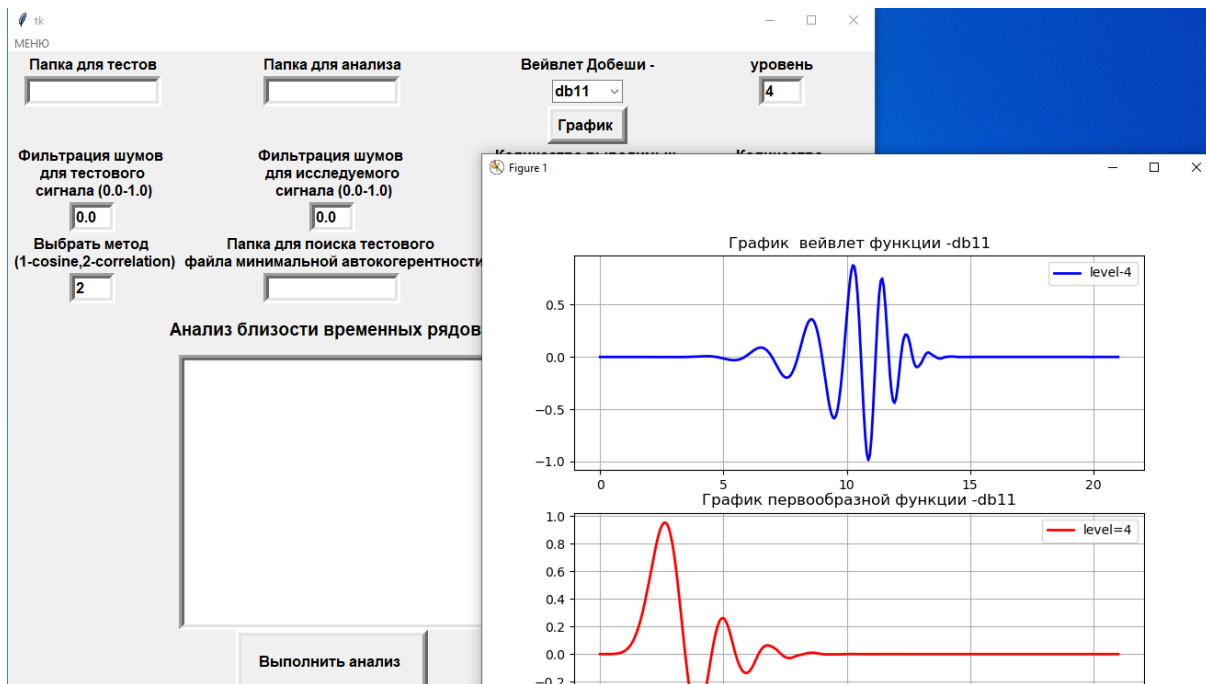 tk
МЕНЮ
Папка для тестов
Папка для анализа
Вейвлет Добеши -
уровень
db11
4
График
Фильтрация шумов
для тестового
сигнала (0.0-1.0)
0.0
Фильтрация шумов
для исследуемого
сигнала (0.0-1.0)
0.0
Выбрать метод
(1-cosine,2-correlation)
2
Папка для поиска тестового
файла минимальной автокогерентности
Анализ близости временных рядов
Выполнить анализ
Figure 1
График вейвлет функции -db11
level-4
0.5
0.0
−0.5
−1.0
0 5 10 15 20
График первообразной функции -db11
level=4
1.0
0.8
0.6
0.4
0.2
0.0
−0.2